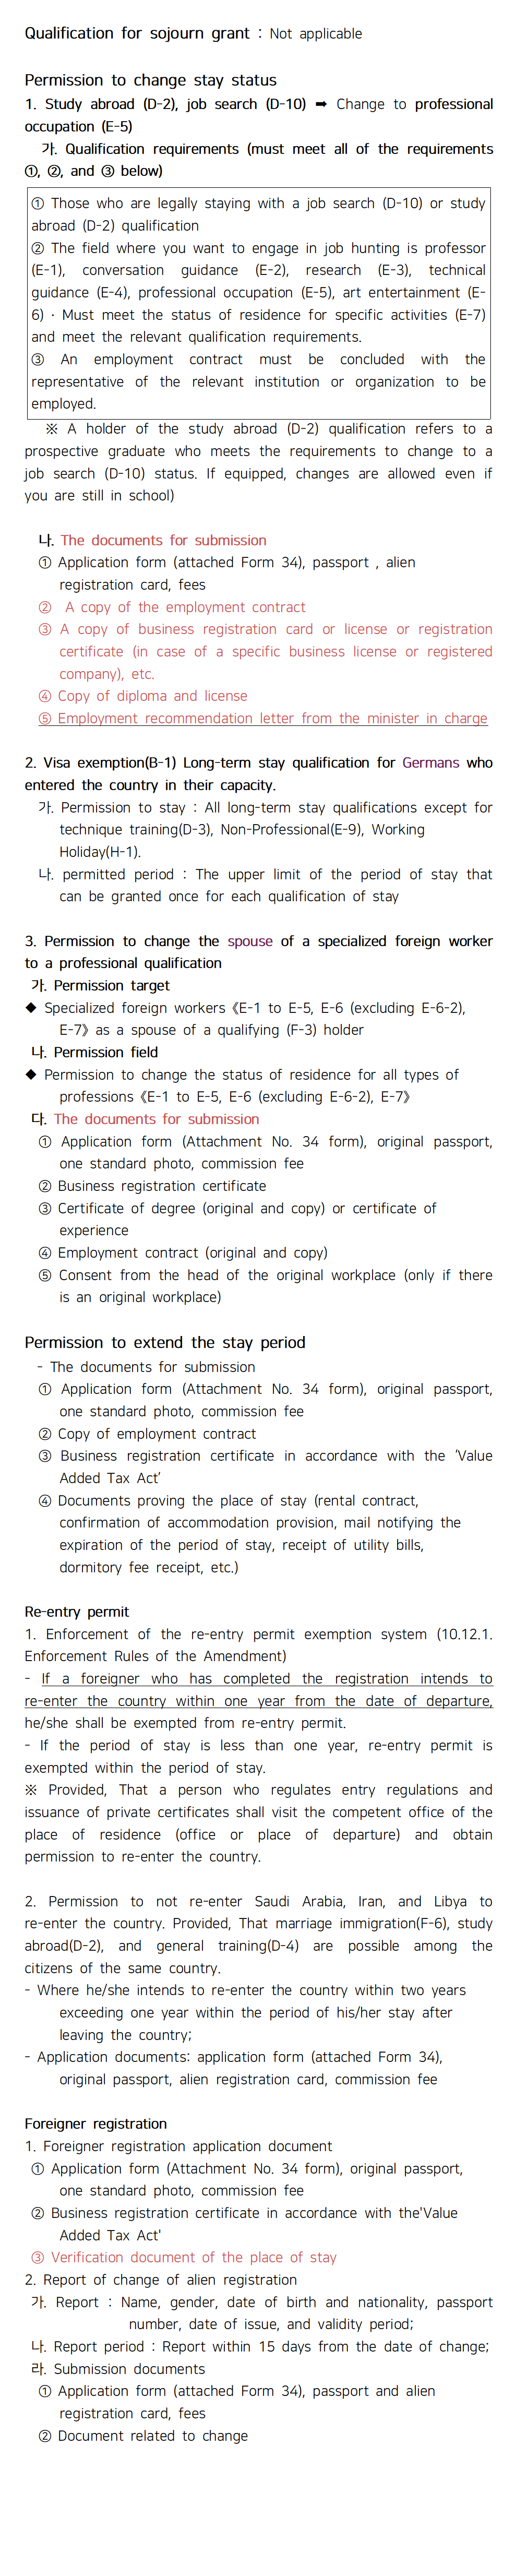 Qualification for sojourn grant : Not applicable
Permission to change stay status
1. Study abroad (D-2), job search (D-10) ➡ Change to professional
occupation (E-5)
가. Qualification requirements (must meet all of the requirements
①, ②, and ③ below)
① Those who are legally staying with a job search (D-10) or study
abroad (D-2) qualification
② The field where you want to engage in job hunting is professor
(E-1), conversation guidance (E-2), research (E-3), technical
guidance (E-4), professional occupation (E-5), art entertainment (E-
6) · Must meet the status of residence for specific activities (E-7)
and meet the relevant qualification requirements.
③ An employment contract must be concluded with the
representative of the relevant institution or organization to be
employed.
※ A holder of the study abroad (D-2) qualification refers to a
prospective graduate who meets the requirements to change to a
job search (D-10) status. If equipped, changes are allowed even if
you are still in school)
나. The documents for submission
① Application form (attached Form 34), passport , alien
registration card, fees
② A copy of the employment contract
③ A copy of business registration card or license or registration
certificate (in case of a specific business license or registered
company), etc.
④ Copy of diploma and license
⑤ Employment recommendation letter from the minister in charge
2. Visa exemption(B-1) Long-term stay qualification for Germans who
entered the country in their capacity.
가. Permission to stay : All long-term stay qualifications except for
technique training(D-3), Non-Professional(E-9), Working
Holiday(H-1).
나. permitted period : The upper limit of the period of stay that
can be granted once for each qualification of stay
3. Permission to change the spouse of a specialized foreign worker
to a professional qualification
가. Permission target
◆ Specialized foreign workers《E-1 to E-5, E-6 (excluding E-6-2),
E-7》as a spouse of a qualifying (F-3) holder
나. Permission field
◆ Permission to change the status of residence for all types of
professions《E-1 to E-5, E-6 (excluding E-6-2), E-7》
다. The documents for submission
① Application form (Attachment No. 34 form), original passport,
one standard photo, commission fee
② Business registration certificate
③ Certificate of degree (original and copy) or certificate of
experience
④ Employment contract (original and copy)
⑤ Consent from the head of the original workplace (only if there
is an original workplace)
Permission to extend the stay period
- The documents for submission
① Application form (Attachment No. 34 form), original passport,
one standard photo, commission fee
② Copy of employment contract
③ Business registration certificate in accordance with the ‘Value
Added Tax Act’
④ Documents proving the place of stay (rental contract,
confirmation of accommodation provision, mail notifying the
expiration of the period of stay, receipt of utility bills,
dormitory fee receipt, etc.)
Re-entry permit
1. Enforcement of the re-entry permit exemption system (10.12.1.
Enforcement Rules of the Amendment)
- If a foreigner who has completed the registration intends to
re-enter the country within one year from the date of departure,
he/she shall be exempted from re-entry permit.
- If the period of stay is less than one year, re-entry permit is
exempted within the period of stay.
※ Provided, That a person who regulates entry regulations and
issuance of private certificates shall visit the competent office of the
place of residence (office or place of departure) and obtain
permission to re-enter the country.
2. Permission to not re-enter Saudi Arabia, Iran, and Libya to
re-enter the country. Provided, That marriage immigration(F-6), study
abroad(D-2), and general training(D-4) are possible among the
citizens of the same country.
- Where he/she intends to re-enter the country within two years
exceeding one year within the period of his/her stay after
leaving the country;
- Application documents: application form (attached Form 34),
original passport, alien registration card, commission fee
Foreigner registration
1. Foreigner registration application document
① Application form (Attachment No. 34 form), original passport,
one standard photo, commission fee
② Business registration certificate in accordance with the'Value
Added Tax Act'
③ Verification document of the place of stay
2. Report of change of alien registration
가. Report : Name, gender, date of birth and nationality, passport
number, date of issue, and validity period;
나. Report period : Report within 15 days from the date of change;
라. Submission documents
① Application form (attached Form 34), passport and alien
registration card, fees
② Document related to change